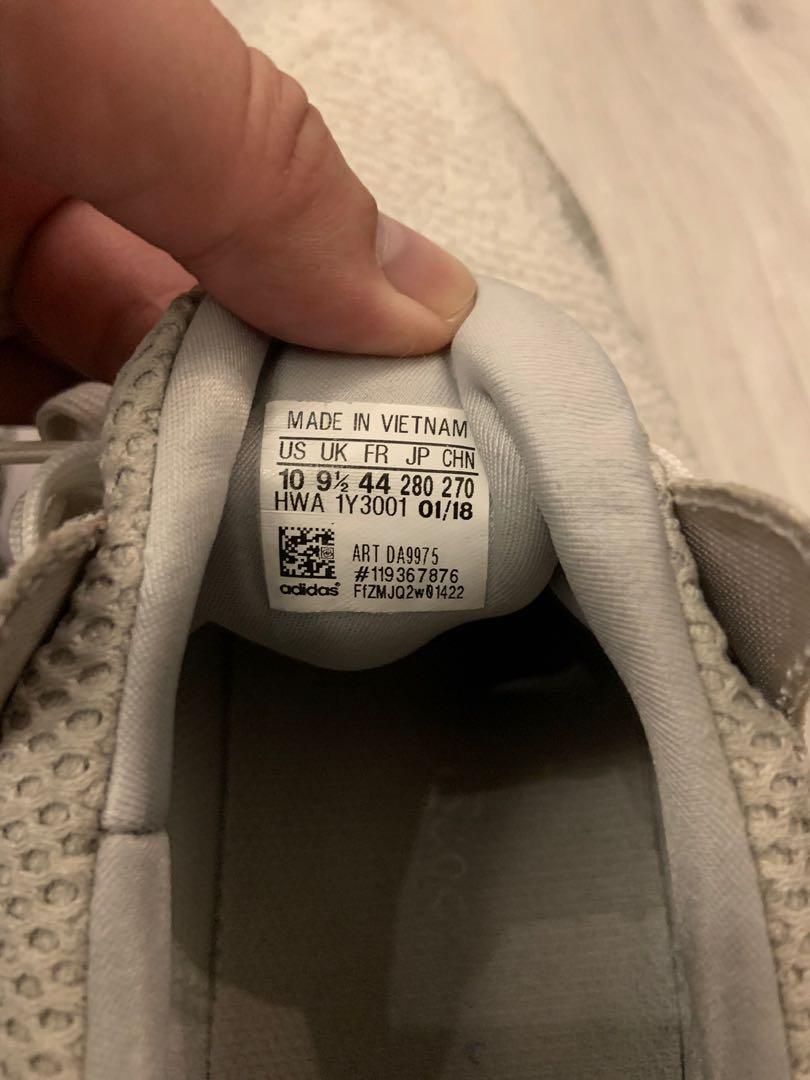 MADE IN VIETNAM
US UK FR JP CHN
10 9½ 44 280 270
HWA 1Y3001 01/18
ART DA9975
#119367876
adidas FfZMJQ2w01422